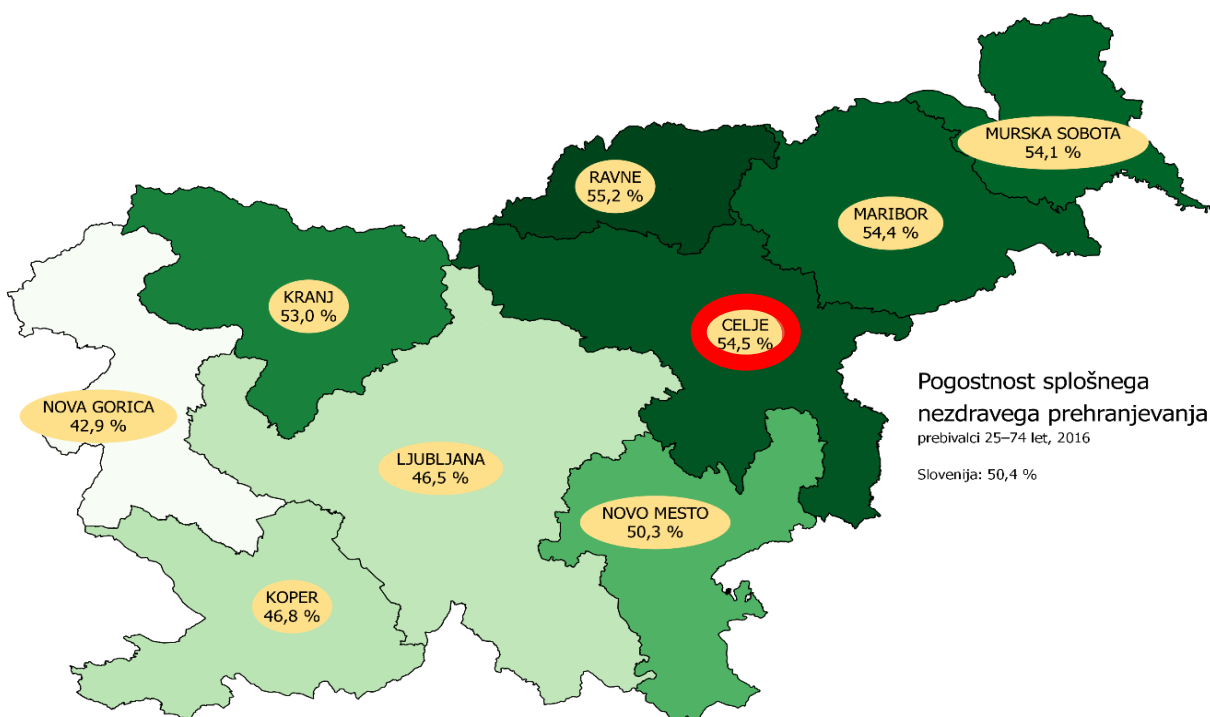 MURSKA SOBOTA
54,1 %
RAVNE
55,2 %
MARIBOR
54,4 %
KRANJ
53,0 %
CELJE
54,5 %
NOVA GORICA
42,9 %
LJUBLJANA
46,5 %
NOVO MESTO
50,3 %
KOPER
46,8 %
Pogostnost splošnega
nezdravega prehranjevanja
prebivalci 25–74 let, 2016
Slovenija: 50,4 %